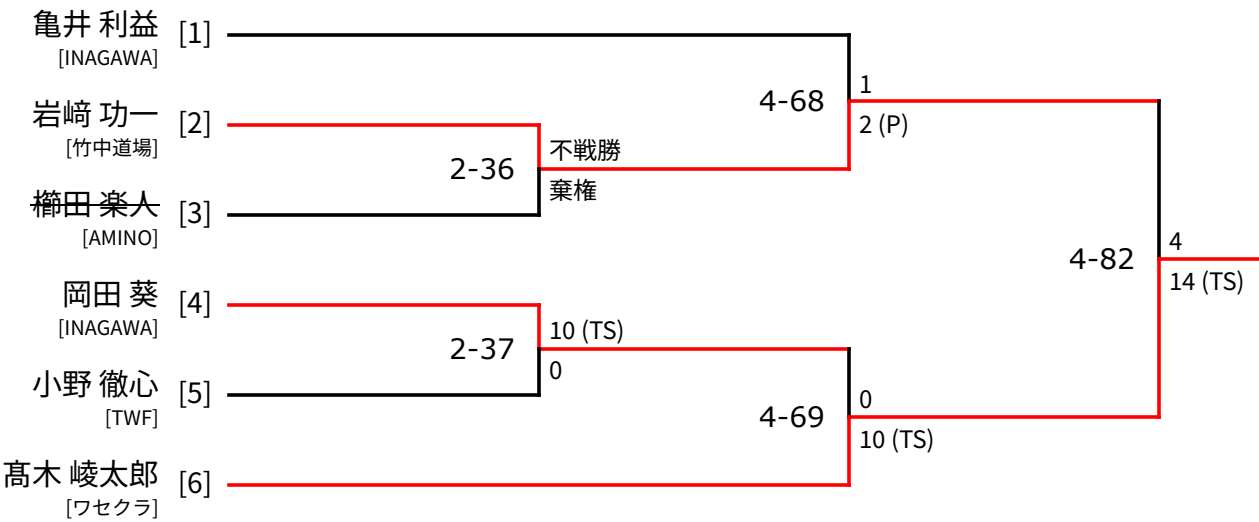 亀井 利益 [1]
[INAGAWA]
1
4-68
2 (P)
岩﨑 功一 [2]
[竹中道場]
不戦勝
2-36
棄権
櫛田 楽人 [3]
[AMINO]
4
4-82
14 (TS)
岡田 葵 [4]
[INAGAWA]
10 (TS)
2-37
0
小野 徹心 [5]
[TWF]
0
4-69
10 (TS)
髙木 崚太郎 [6]
[ワセクラ]